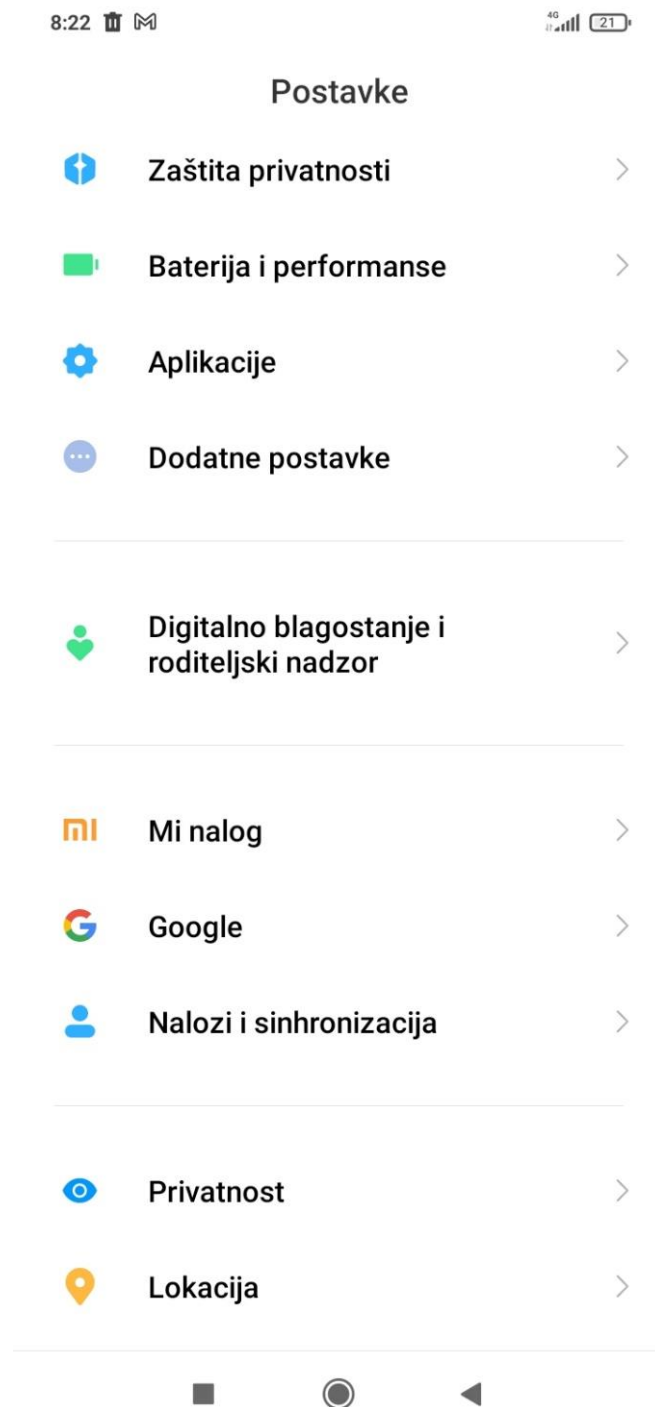 8:22
4G
21
Postavke
Zaštita privatnosti
Baterija i performanse
Aplikacije
Dodatne postavke
Digitalno blagostanje i
roditeljski nadzor
Mi nalog
Google
Nalozi i sinhronizacija
Privatnost
Lokacija